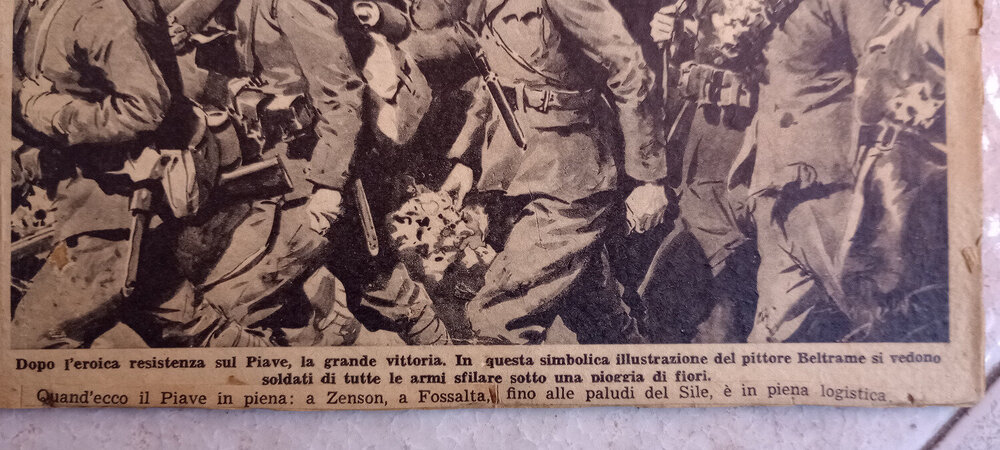 Dopo l'eroica resistenza sul Piave, la grande vittoria. In questa simbolica illustrazione del pittore Beltrame si vedono
soldati di tutte le armi sfilare sotto una pioggia di fiori.
Quand'ecco il Piave in piena: a Zenson, a Fossalta, fino alle paludi del Sile, è in piena logistica